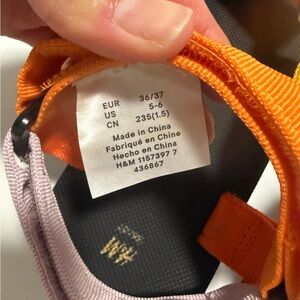 EUR 36/37
US 5-6
CN 235(1.5)
Made in China
Fabriqué en Chine
Hecho en China
H&M 1157397 7
436867
H&M